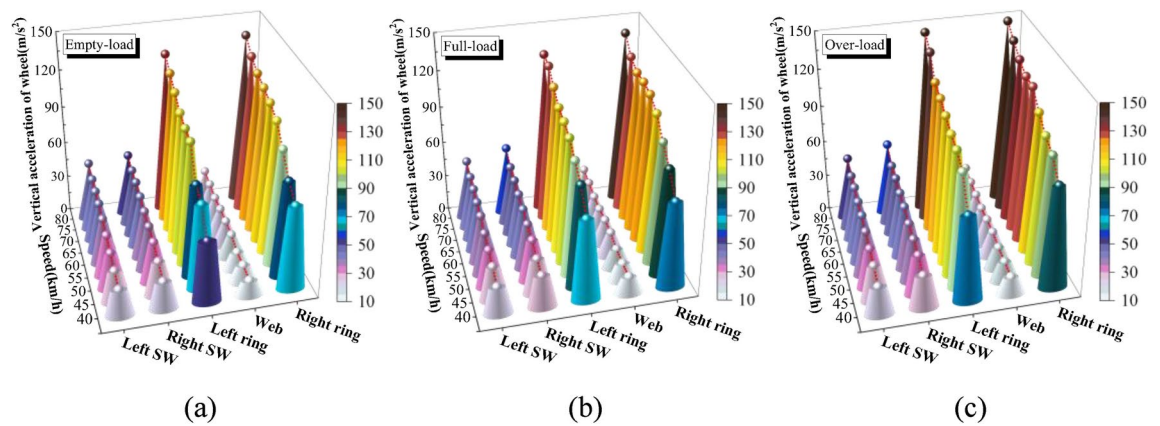 Empty-load
Vertical acceleration of wheel(m/s²)
150
120
90
60
30
0
80
75
70
65
60
55
50
45
40
Speed(km/h)
Left SW
Right SW
Left ring
Web
Right ring
150
130
110
90
70
50
30
10
(a)
Full-load
Vertical acceleration of wheel(m/s²)
150
120
90
60
30
0
80
75
70
65
60
55
50
45
40
Speed(km/h)
Left SW
Right SW
Left ring
Web
Right ring
150
130
110
90
70
50
30
10
(b)
Over-load
Vertical acceleration of wheel(m/s²)
150
120
90
60
30
0
80
75
70
65
60
55
50
45
40
Speed(km/h)
Left SW
Right SW
Left ring
Web
Right ring
150
130
110
90
70
50
30
10
(c)